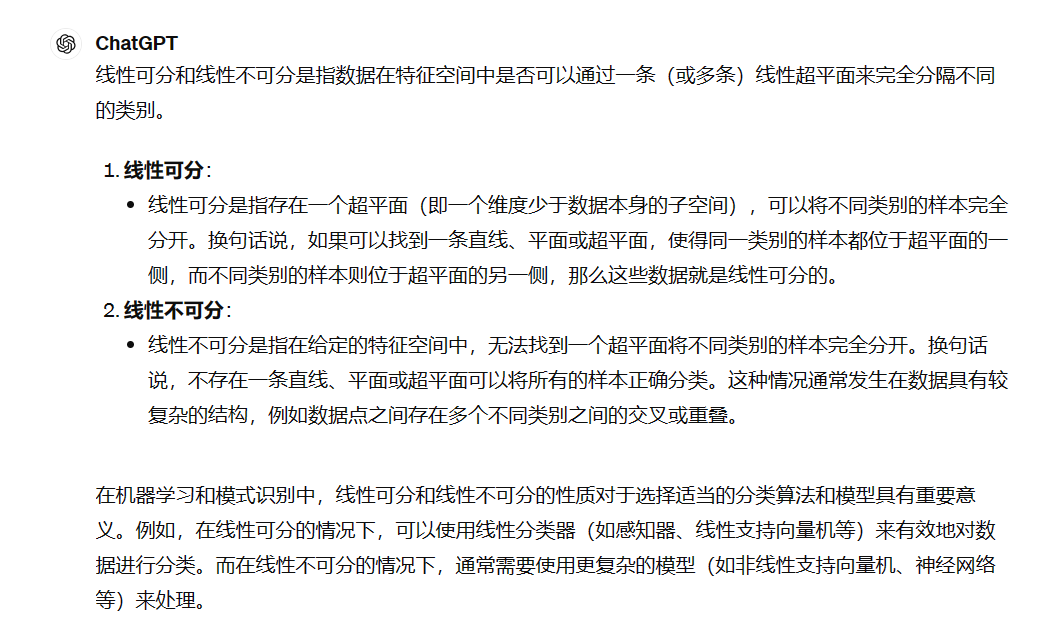 ChatGPT
线性可分和线性不可分是指数据在特征空间中是否可以通过一条（或多条）线性超平面来完全分隔不同
的类别。
1. 线性可分：
• 线性可分是指存在一个超平面（即一个维度少于数据本身的子空间），可以将不同类别的样本完全
分开。换句话说，如果可以找到一条直线、平面或超平面，使得同一类别的样本都位于超平面的一
侧，而不同类别的样本则位于超平面的另一侧，那么这些数据就是线性可分的。
2. 线性不可分：
• 线性不可分是指在给定的特征空间中，无法找到一个超平面将不同类别的样本完全分开。换句话
说，不存在一条直线、平面或超平面可以将所有的样本正确分类。这种情况通常发生在数据具有较
复杂的结构，例如数据点之间存在多个不同类别之间的交叉或重叠。
在机器学习和模式识别中，线性可分和线性不可分的性质对于选择适当的分类算法和模型具有重要意
义。例如，在线性可分的情况下，可以使用线性分类器（如感知器、线性支持向量机等）来有效地对数
据进行分类。而在线性不可分的情况下，通常需要使用更复杂的模型（如非线性支持向量机、神经网络
等）来处理。